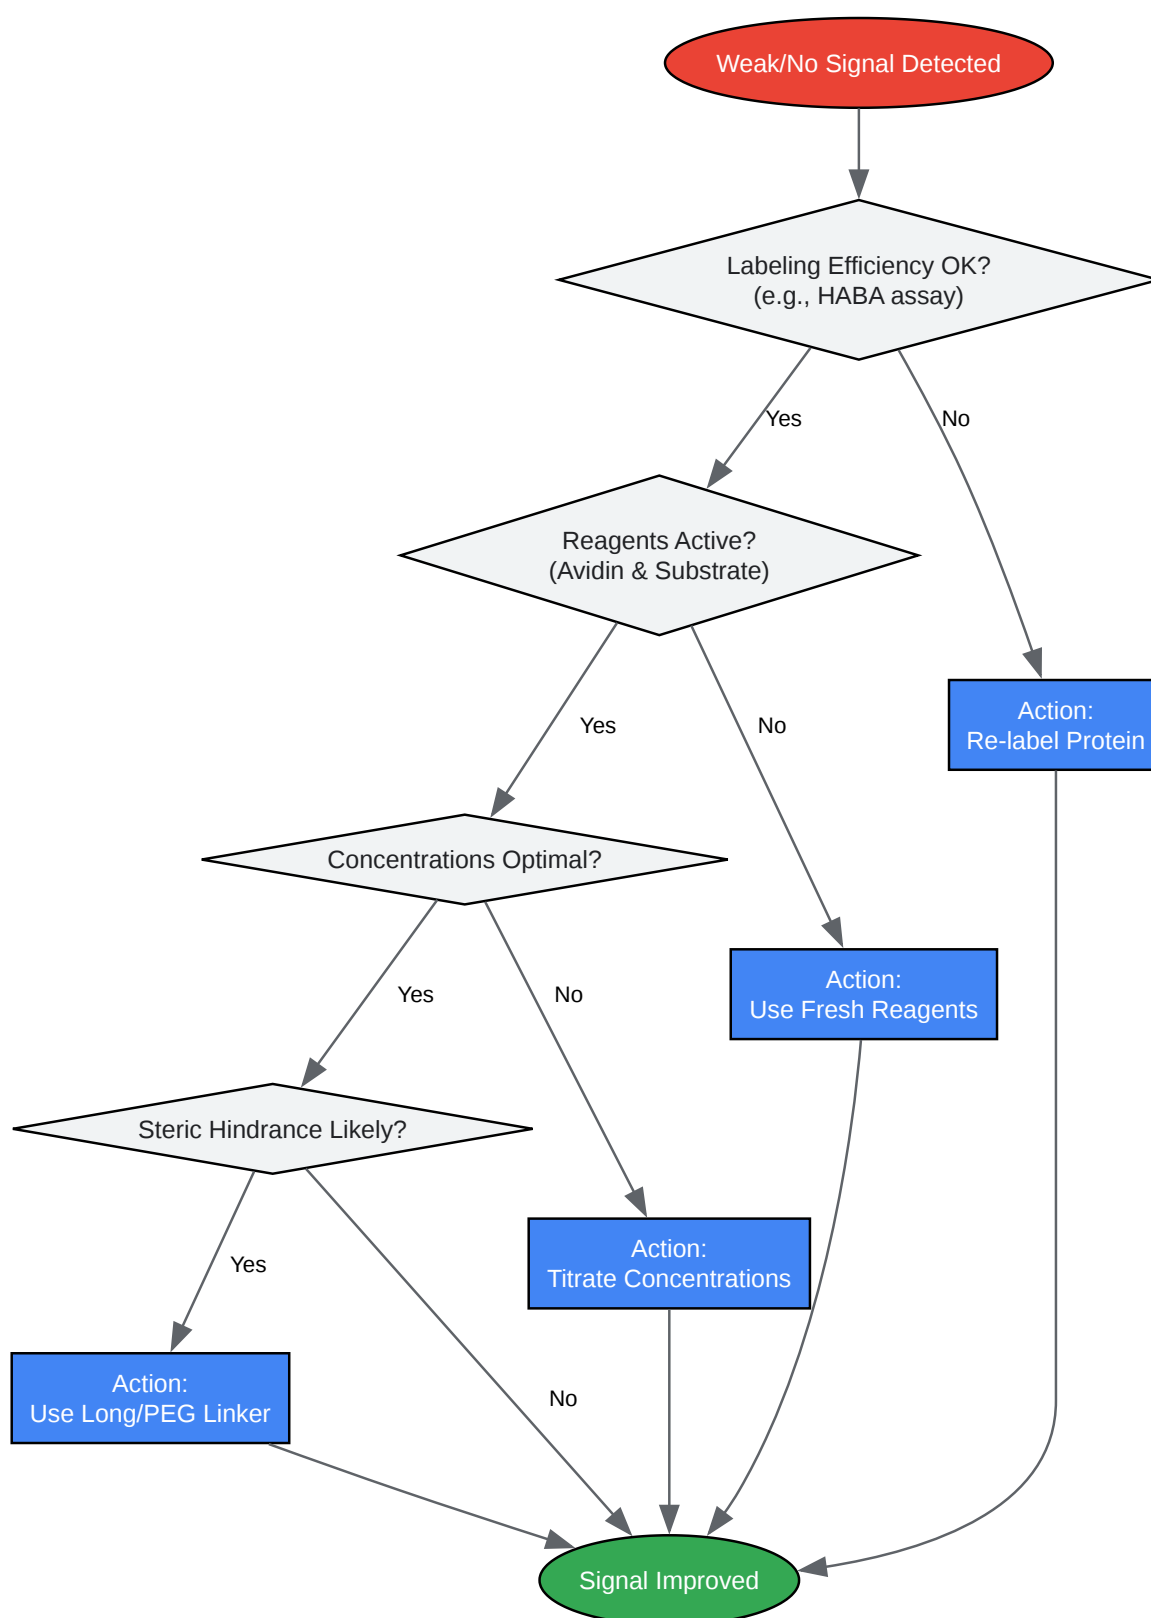 Weak/No Signal Detected
Labeling Efficiency OK?
(e.g., HABA assay)
Yes
No
Reagents Active?
(Avidin & Substrate)
Yes
No
Action:
Re-label Protein
Concentrations Optimal?
Yes
No
Action:
Use Fresh Reagents
Steric Hindrance Likely?
Yes
No
Action:
Titrate Concentrations
Action:
Use Long/PEG Linker
Signal Improved